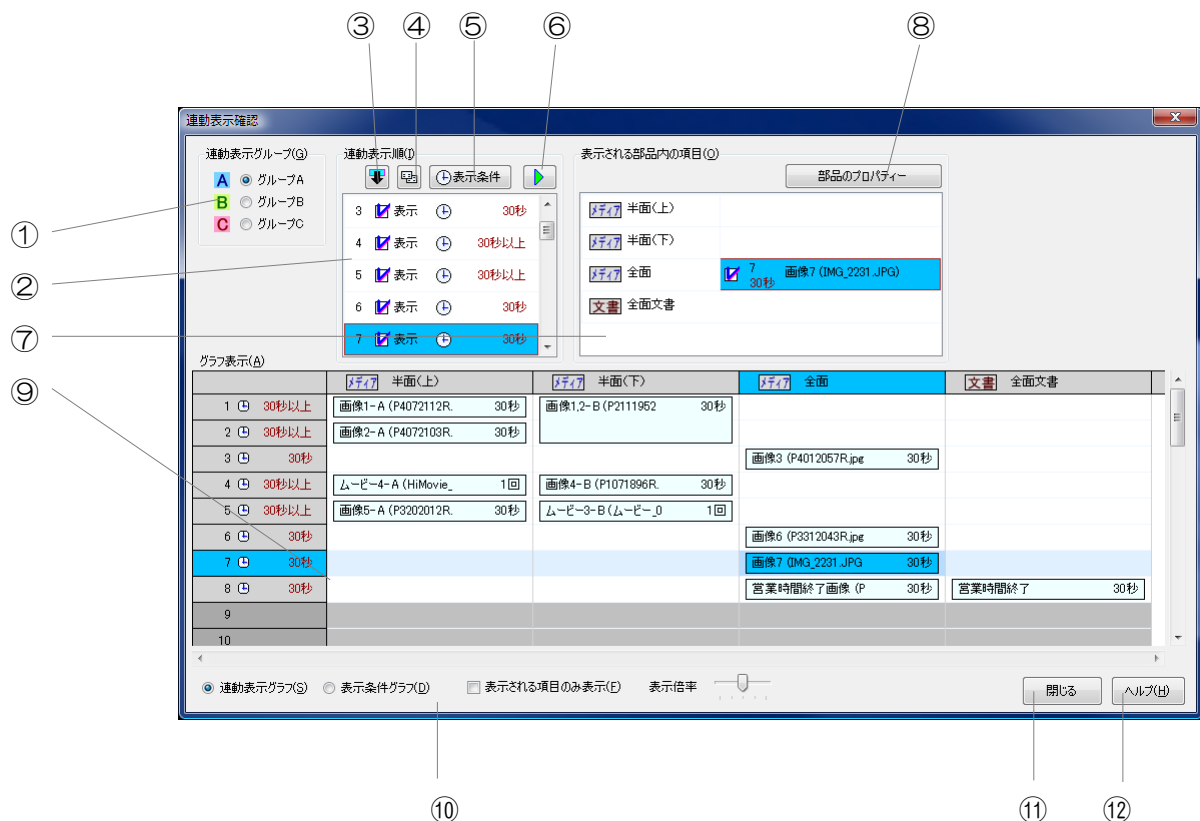 ③ ④ ⑤ ⑥ ⑧
連動表示確認
連動表示グループ(G)
A グループA
B グループB
C グループC
①
②
⑦
⑨
連動表示順(I)
表示条件
3 表示 30秒
4 表示 30秒以上
5 表示 30秒以上
6 表示 30秒
7 表示 30秒
表示される部品内の項目(O)
部品のプロパティー
メディア 半面(上)
メディア 半面(下)
メディア 全面 7 画像7 (IMG_2231.JPG)
30秒
文書 全面文書
グラフ表示(A)
メディア 半面(上) メディア 半面(下) メディア 全面 文書 全面文書
1 30秒以上 画像1-A (P4072112R. 30秒 画像1,2-B (P2111952 30秒
2 30秒以上 画像2-A (P4072103R. 30秒
3 30秒 画像3 (P4012057R.jpg 30秒
4 30秒以上 ムービー4-A (HiMovie_ 1回 画像4-B (P1071896R. 30秒
5 30秒以上 画像5-A (P3202012R. 30秒 ムービー3-B (ムービー_0 1回
6 30秒 画像6 (P3312043R.jpg 30秒
7 30秒 画像7 (IMG_2231.JPG 30秒
8 30秒 営業時間終了画像 (P 30秒 営業時間終了 30秒
9
10
連動表示グラフ(S) 表示条件グラフ(D) 表示される項目のみ表示(F) 表示倍率 閉じる ヘルプ(H)
⑩ ⑪ ⑫